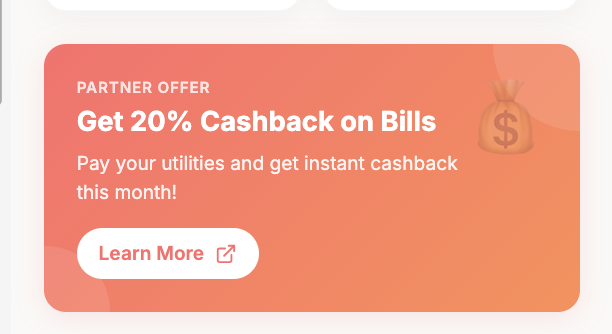 PARTNER OFFER
Get 20% Cashback on Bills
Pay your utilities and get instant cashback
this month!
Learn More
$